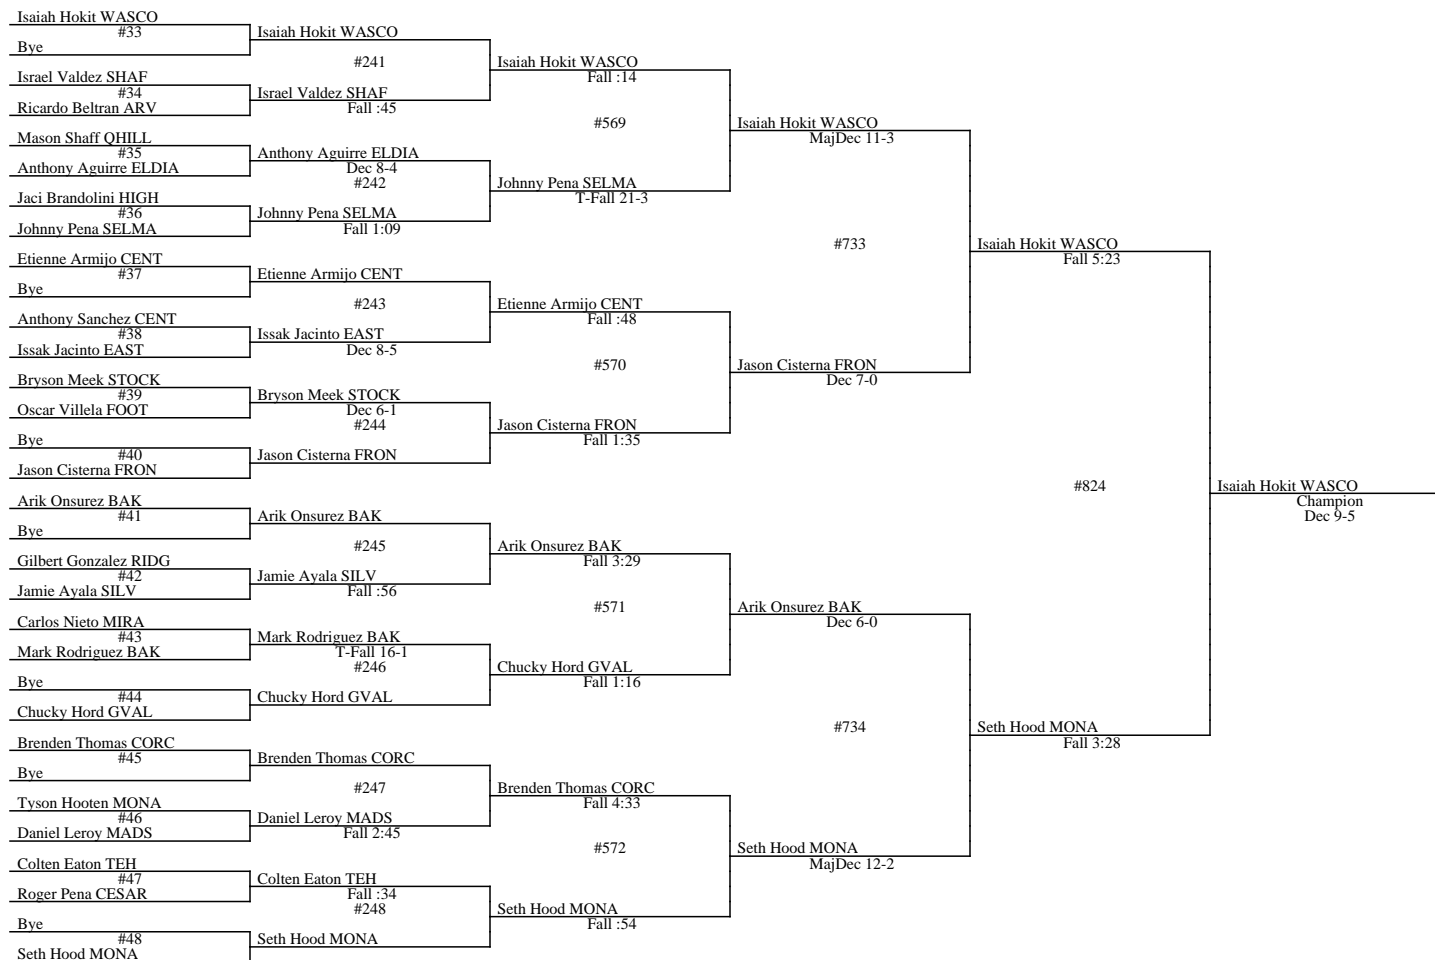 Isaiah Hokit WASCO
#33
Bye
Isaiah Hokit WASCO
#241
Israel Valdez SHAF
#34
Ricardo Beltran ARV
Israel Valdez SHAF
Fall :45
Isaiah Hokit WASCO
Fall :14
#569
Mason Shaff QHILL
#35
Anthony Aguirre ELDIA
Anthony Aguirre ELDIA
Dec 8-4
#242
Jaci Brandolini HIGH
#36
Johnny Pena SELMA
Johnny Pena SELMA
Fall 1:09
Johnny Pena SELMA
T-Fall 21-3
Isaiah Hokit WASCO
MajDec 11-3
#733
Etienne Armijo CENT
#37
Bye
Etienne Armijo CENT
#243
Anthony Sanchez CENT
#38
Issak Jacinto EAST
Issak Jacinto EAST
Dec 8-5
Etienne Armijo CENT
Fall :48
#570
Bryson Meek STOCK
#39
Oscar Villela FOOT
Bryson Meek STOCK
Dec 6-1
#244
Bye
#40
Jason Cisterna FRON
Jason Cisterna FRON
Jason Cisterna FRON
Fall 1:35
Jason Cisterna FRON
Dec 7-0
Isaiah Hokit WASCO
Fall 5:23
#824
Arik Onsurez BAK
#41
Bye
Arik Onsurez BAK
#245
Gilbert Gonzalez RIDG
#42
Jamie Ayala SILV
Jamie Ayala SILV
Fall :56
Arik Onsurez BAK
Fall 3:29
#571
Carlos Nieto MIRA
#43
Mark Rodriguez BAK
Mark Rodriguez BAK
T-Fall 16-1
#246
Bye
#44
Chucky Hord GVAL
Chucky Hord GVAL
Chucky Hord GVAL
Fall 1:16
Arik Onsurez BAK
Dec 6-0
#734
Brenden Thomas CORC
#45
Bye
Brenden Thomas CORC
#247
Tyson Hooten MONA
#46
Daniel Leroy MADS
Daniel Leroy MADS
Fall 2:45
Brenden Thomas CORC
Fall 4:33
#572
Colten Eaton TEH
#47
Roger Pena CESAR
Colten Eaton TEH
Fall :34
#248
Bye
#48
Seth Hood MONA
Seth Hood MONA
Seth Hood MONA
Fall :54
Seth Hood MONA
MajDec 12-2
Seth Hood MONA
Fall 3:28
Isaiah Hokit WASCO
Champion
Dec 9-5